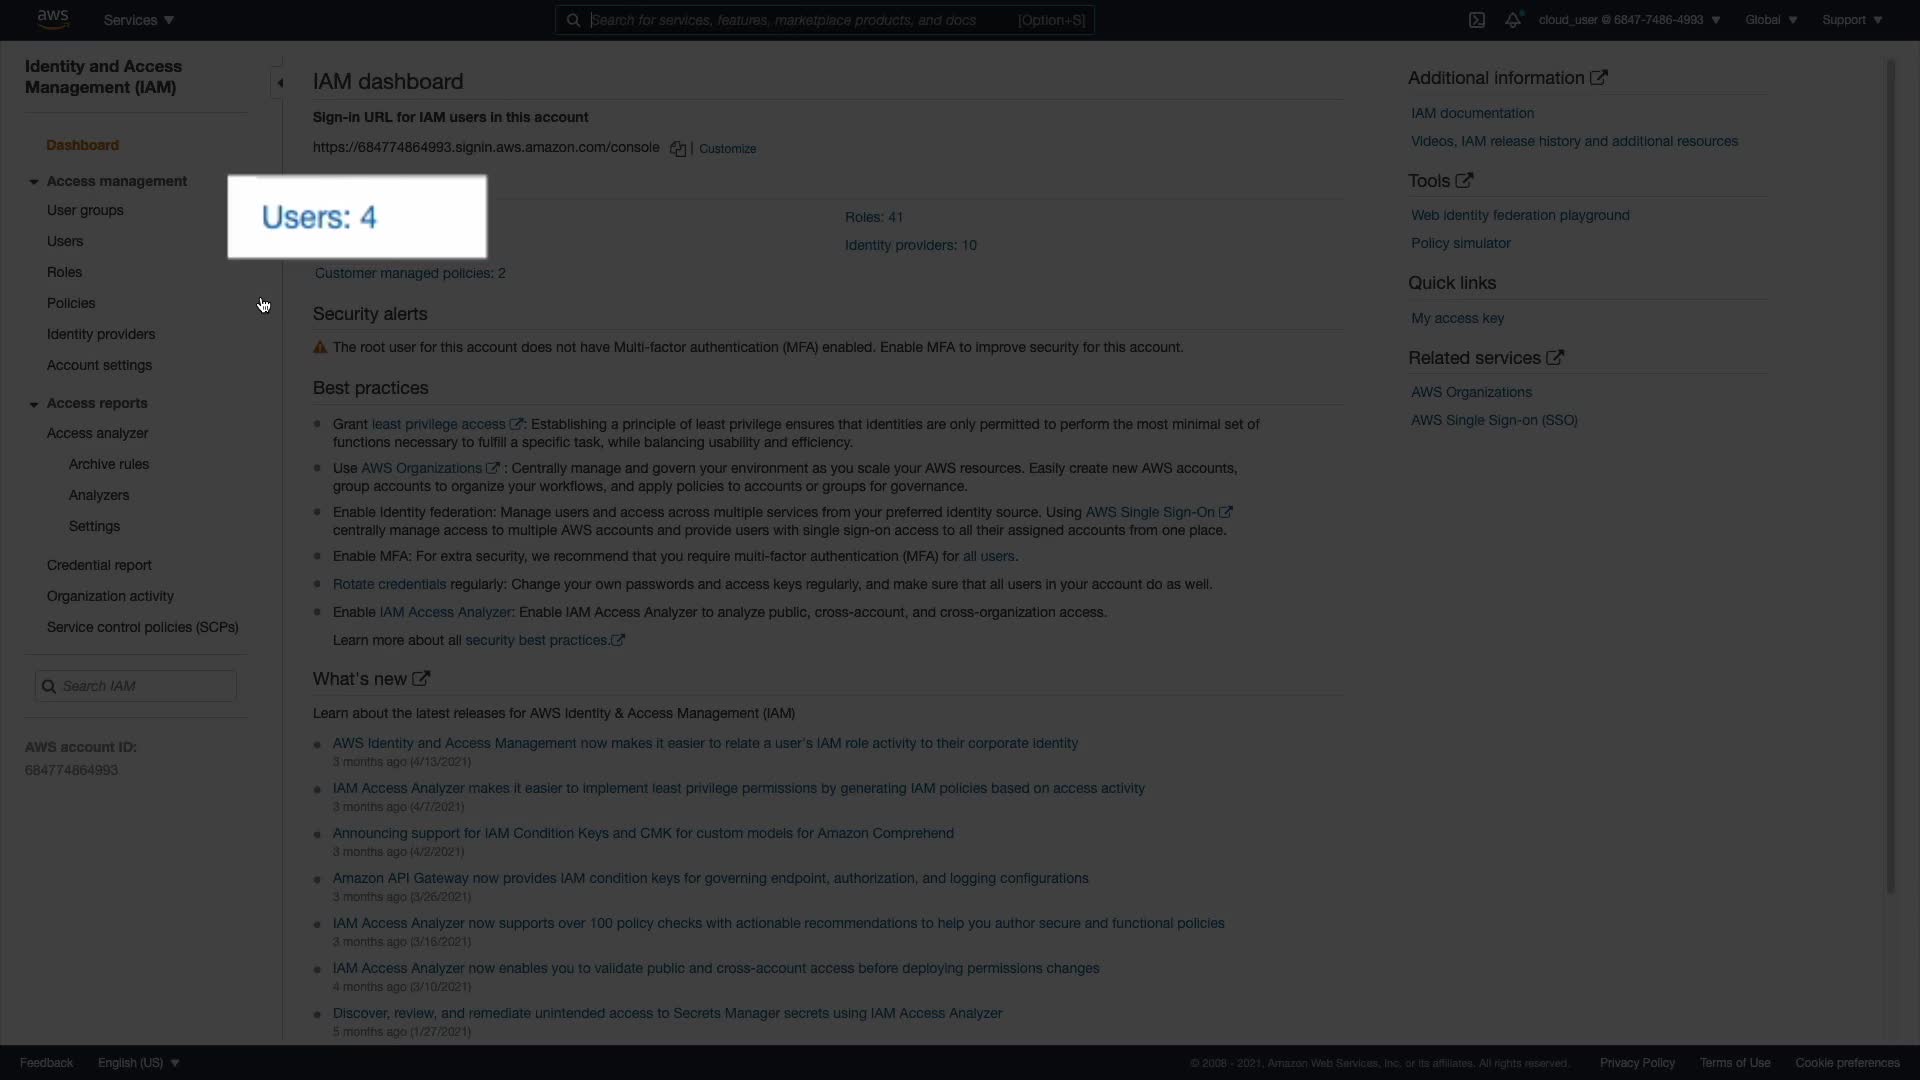 aws
Services
Search for services, features, marketplace products, and docs
[Option+S]
cloud_user @ 6847-7486-4993
Global
Support
Identity and Access
Management (IAM)
Dashboard
Access management
User groups
Users
Roles
Policies
Identity providers
Account settings
Access reports
Access analyzer
Archive rules
Analyzers
Settings
Credential report
Organization activity
Service control policies (SCPs)
Search IAM
AWS account ID:
684774864993
IAM dashboard
Sign-in URL for IAM users in this account
https://684774864993.signin.aws.amazon.com/console | Customize
Users: 4
Roles: 41
Identity providers: 10
Customer managed policies: 2
Security alerts
The root user for this account does not have Multi-factor authentication (MFA) enabled. Enable MFA to improve security for this account.
Best practices
Grant least privilege access : Establishing a principle of least privilege ensures that identities are only permitted to perform the most minimal set of
functions necessary to fulfill a specific task, while balancing usability and efficiency.
Use AWS Organizations : Centrally manage and govern your environment as you scale your AWS resources. Easily create new AWS accounts,
group accounts to organize your workflows, and apply policies to accounts or groups for governance.
Enable Identity federation: Manage users and access across multiple services from your preferred identity source. Using AWS Single Sign-On
centrally manage access to multiple AWS accounts and provide users with single sign-on access to all their assigned accounts from one place.
Enable MFA: For extra security, we recommend that you require multi-factor authentication (MFA) for all users.
Rotate credentials regularly: Change your own passwords and access keys regularly, and make sure that all users in your account do as well.
Enable IAM Access Analyzer: Enable IAM Access Analyzer to analyze public, cross-account, and cross-organization access.
Learn more about all security best practices.
What's new
Learn about the latest releases for AWS Identity & Access Management (IAM)
AWS Identity and Access Management now makes it easier to relate a user's IAM role activity to their corporate identity
3 months ago (4/13/2021)
IAM Access Analyzer makes it easier to implement least privilege permissions by generating IAM policies based on access activity
3 months ago (4/7/2021)
Announcing support for IAM Condition Keys and CMK for custom models for Amazon Comprehend
3 months ago (4/2/2021)
Amazon API Gateway now provides IAM condition keys for governing endpoint, authorization, and logging configurations
3 months ago (3/26/2021)
IAM Access Analyzer now supports over 100 policy checks with actionable recommendations to help you author secure and functional policies
3 months ago (3/16/2021)
IAM Access Analyzer now enables you to validate public and cross-account access before deploying permissions changes
4 months ago (3/10/2021)
Discover, review, and remediate unintended access to Secrets Manager secrets using IAM Access Analyzer
5 months ago (1/27/2021)
Additional information
IAM documentation
Videos, IAM release history and additional resources
Tools
Web identity federation playground
Policy simulator
Quick links
My access key
Related services
AWS Organizations
AWS Single Sign-on (SSO)
Feedback
English (US)
© 2008 - 2021, Amazon Web Services, Inc. or its affiliates. All rights reserved.
Privacy Policy
Terms of Use
Cookie preferences